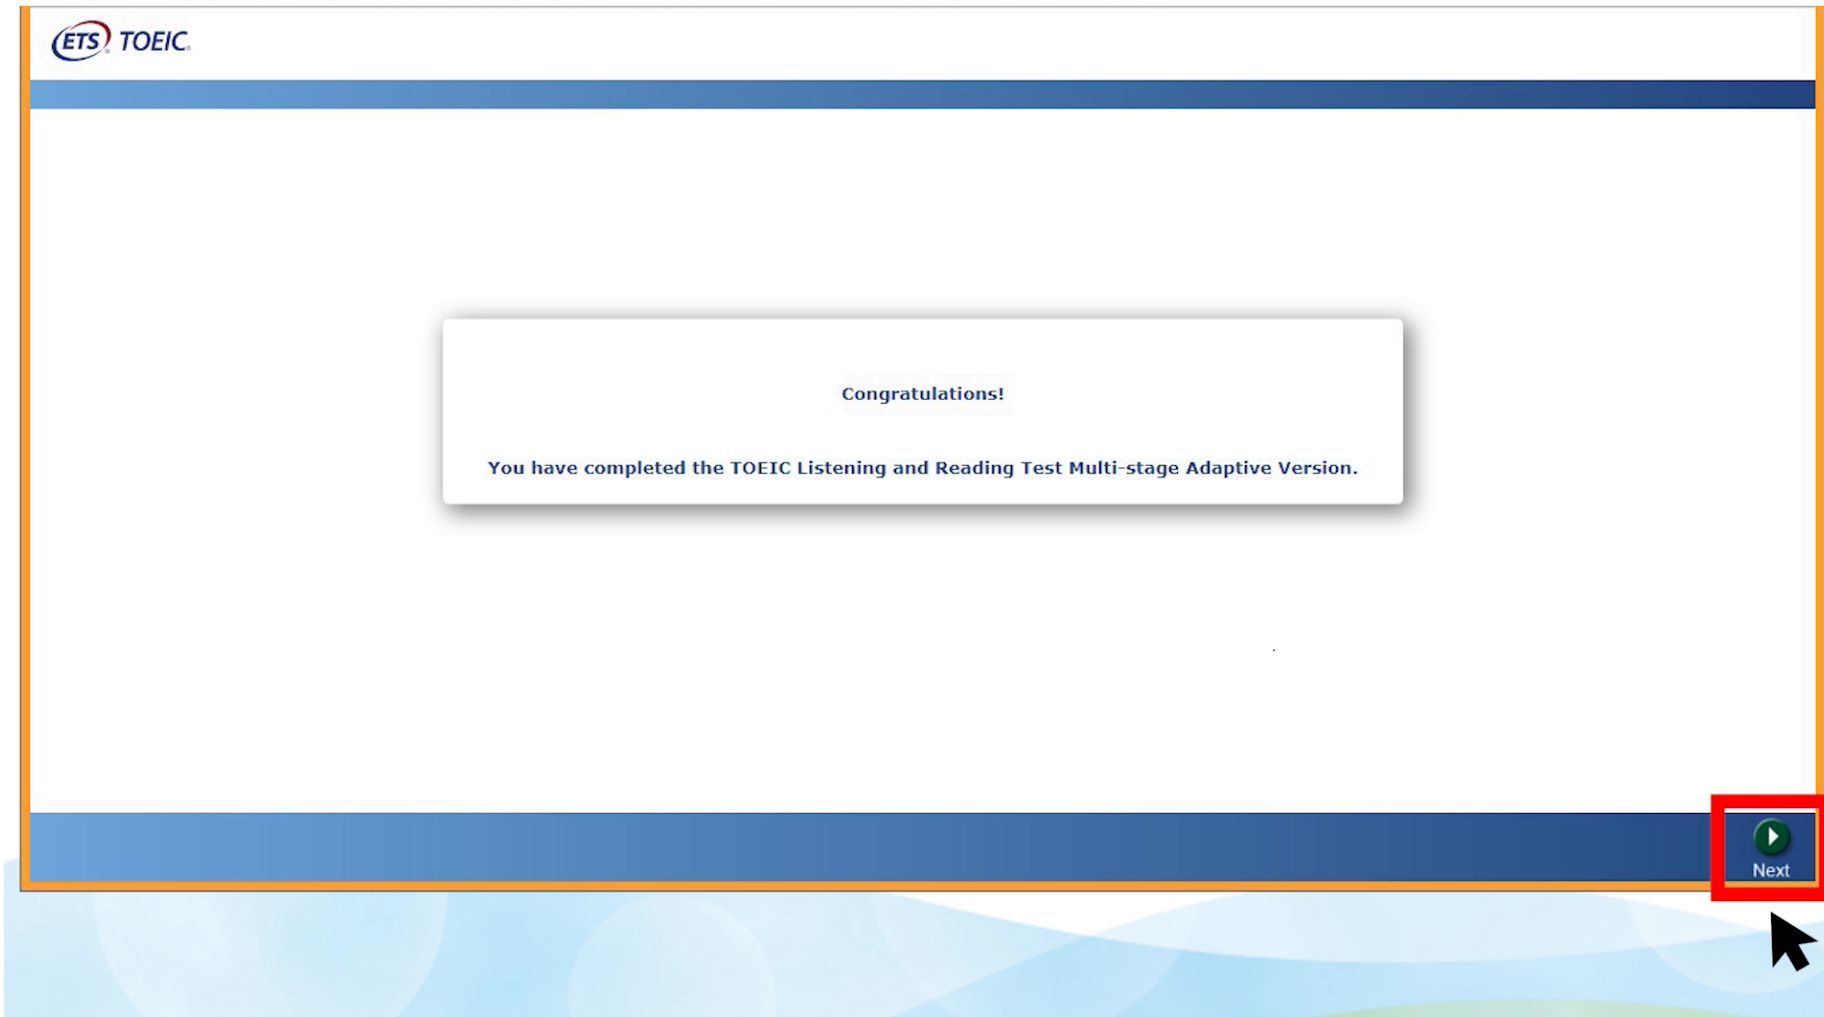 ETS® TOEIC®
Congratulations!
You have completed the TOEIC Listening and Reading Test Multi-stage Adaptive Version.
Next